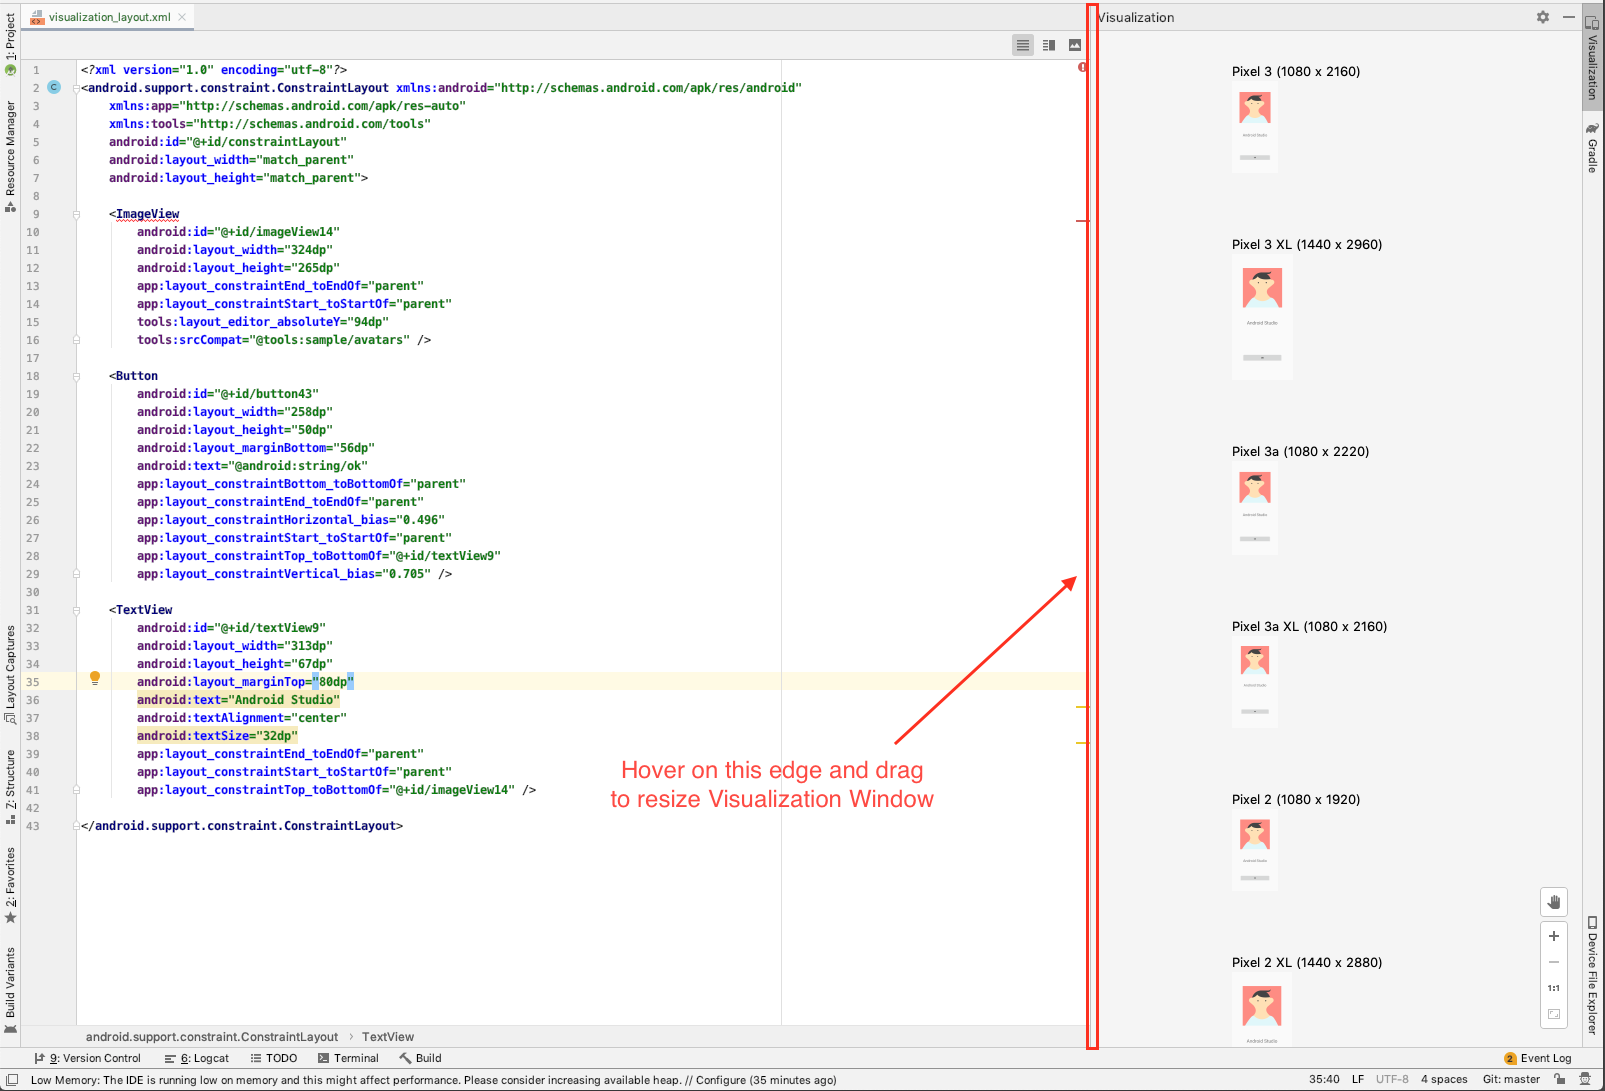 visualization_layout.xml
Visualization
1: Project
Resource Manager
Layout Captures
Z: Structure
2: Favorites
Build Variants
1 <?xml version="1.0" encoding="utf-8"?>
2 C <android.support.constraint.ConstraintLayout xmlns:android="http://schemas.android.com/apk/res/android"
3 xmlns:app="http://schemas.android.com/apk/res-auto"
4 xmlns:tools="http://schemas.android.com/tools"
5 android:id="@+id/constraintLayout"
6 android:layout_width="match_parent"
7 android:layout_height="match_parent">
8
9 <ImageView
10 android:id="@+id/imageView14"
11 android:layout_width="324dp"
12 android:layout_height="265dp"
13 app:layout_constraintEnd_toEndOf="parent"
14 app:layout_constraintStart_toStartOf="parent"
15 tools:layout_editor_absoluteY="94dp"
16 tools:srcCompat="@tools:sample/avatars" />
17
18 <Button
19 android:id="@+id/button43"
20 android:layout_width="258dp"
21 android:layout_height="50dp"
22 android:layout_marginBottom="56dp"
23 android:text="@android:string/ok"
24 app:layout_constraintBottom_toBottomOf="parent"
25 app:layout_constraintEnd_toEndOf="parent"
26 app:layout_constraintHorizontal_bias="0.496"
27 app:layout_constraintStart_toStartOf="parent"
28 app:layout_constraintTop_toBottomOf="@+id/textView9"
29 app:layout_constraintVertical_bias="0.705" />
30
31 <TextView
32 android:id="@+id/textView9"
33 android:layout_width="313dp"
34 android:layout_height="67dp"
35 android:layout_marginTop="80dp"
36 android:text="Android Studio"
37 android:textAlignment="center"
38 android:textSize="32dp"
39 app:layout_constraintEnd_toEndOf="parent"
40 app:layout_constraintStart_toStartOf="parent"
41 app:layout_constraintTop_toBottomOf="@+id/imageView14" />
42
43 </android.support.constraint.ConstraintLayout>
Hover on this edge and drag
to resize Visualization Window
Pixel 3 (1080 x 2160)
Android Studio
Pixel 3 XL (1440 x 2960)
Android Studio
Pixel 3a (1080 x 2220)
Android Studio
Pixel 3a XL (1080 x 2160)
Android Studio
Pixel 2 (1080 x 1920)
Android Studio
Pixel 2 XL (1440 x 2880)
Android Studio
1:1
Visualization
Gradle
Device File Explorer
android.support.constraint.ConstraintLayout › TextView
9: Version Control 6: Logcat TODO Terminal Build 2 Event Log
Low Memory: The IDE is running low on memory and this might affect performance. Please consider increasing available heap. // Configure (35 minutes ago) 35:40 LF UTF-8 4 spaces Git: master